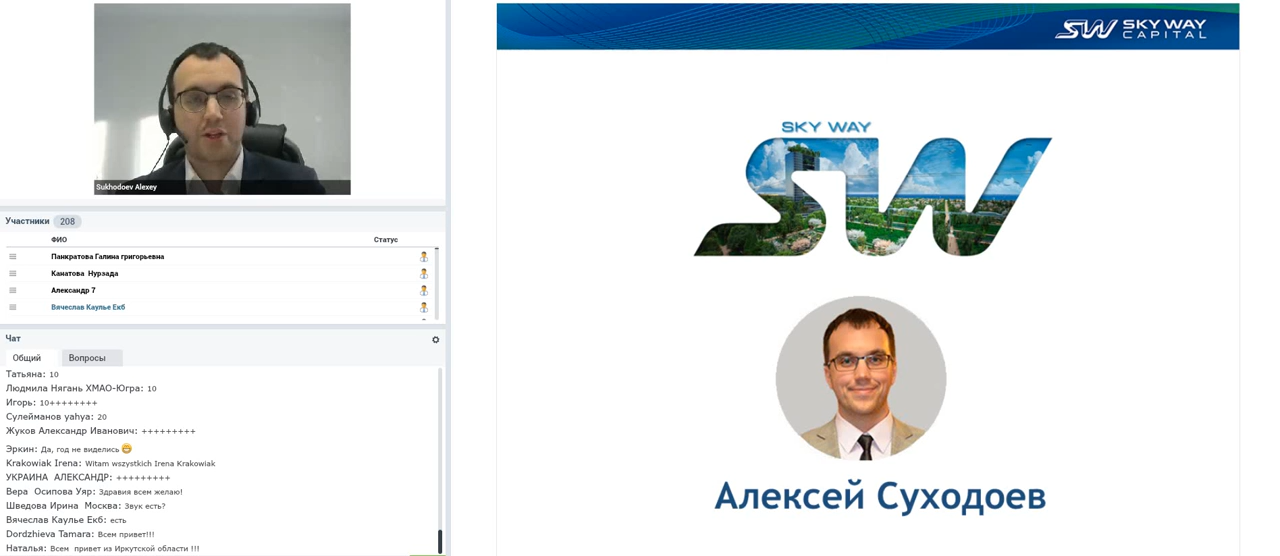 Sukhodoev Alexey
Участники 208
ФИО Статус
Панкратова Галина григорьевна
Канатова Нурзада
Александр 7
Вячеслав Каулье Екб
Чат
Общий Вопросы
Татьяна: 10
Людмила Нягань ХМАО-Югра: 10
Игорь: 10++++++++
Сулейманов yahya: 20
Жуков Александр Иванович: +++++++++
Эркин: Да, год не виделись
Krakowiak Irena: Witam wszystkich Irena Krakowiak
УКРАИНА АЛЕКСАНДР: +++++++++
Вера Осипова Уяр: Здравия всем желаю!
Шведова Ирина Москва: Звук есть?
Вячеслав Каулье Екб: есть
Dordzhieva Tamara: Всем привет!!!
Наталья: Всем привет из Иркутской области !!!
SW SKY WAY
CAPITAL
SKY WAY
SW
Алексей Суходоев